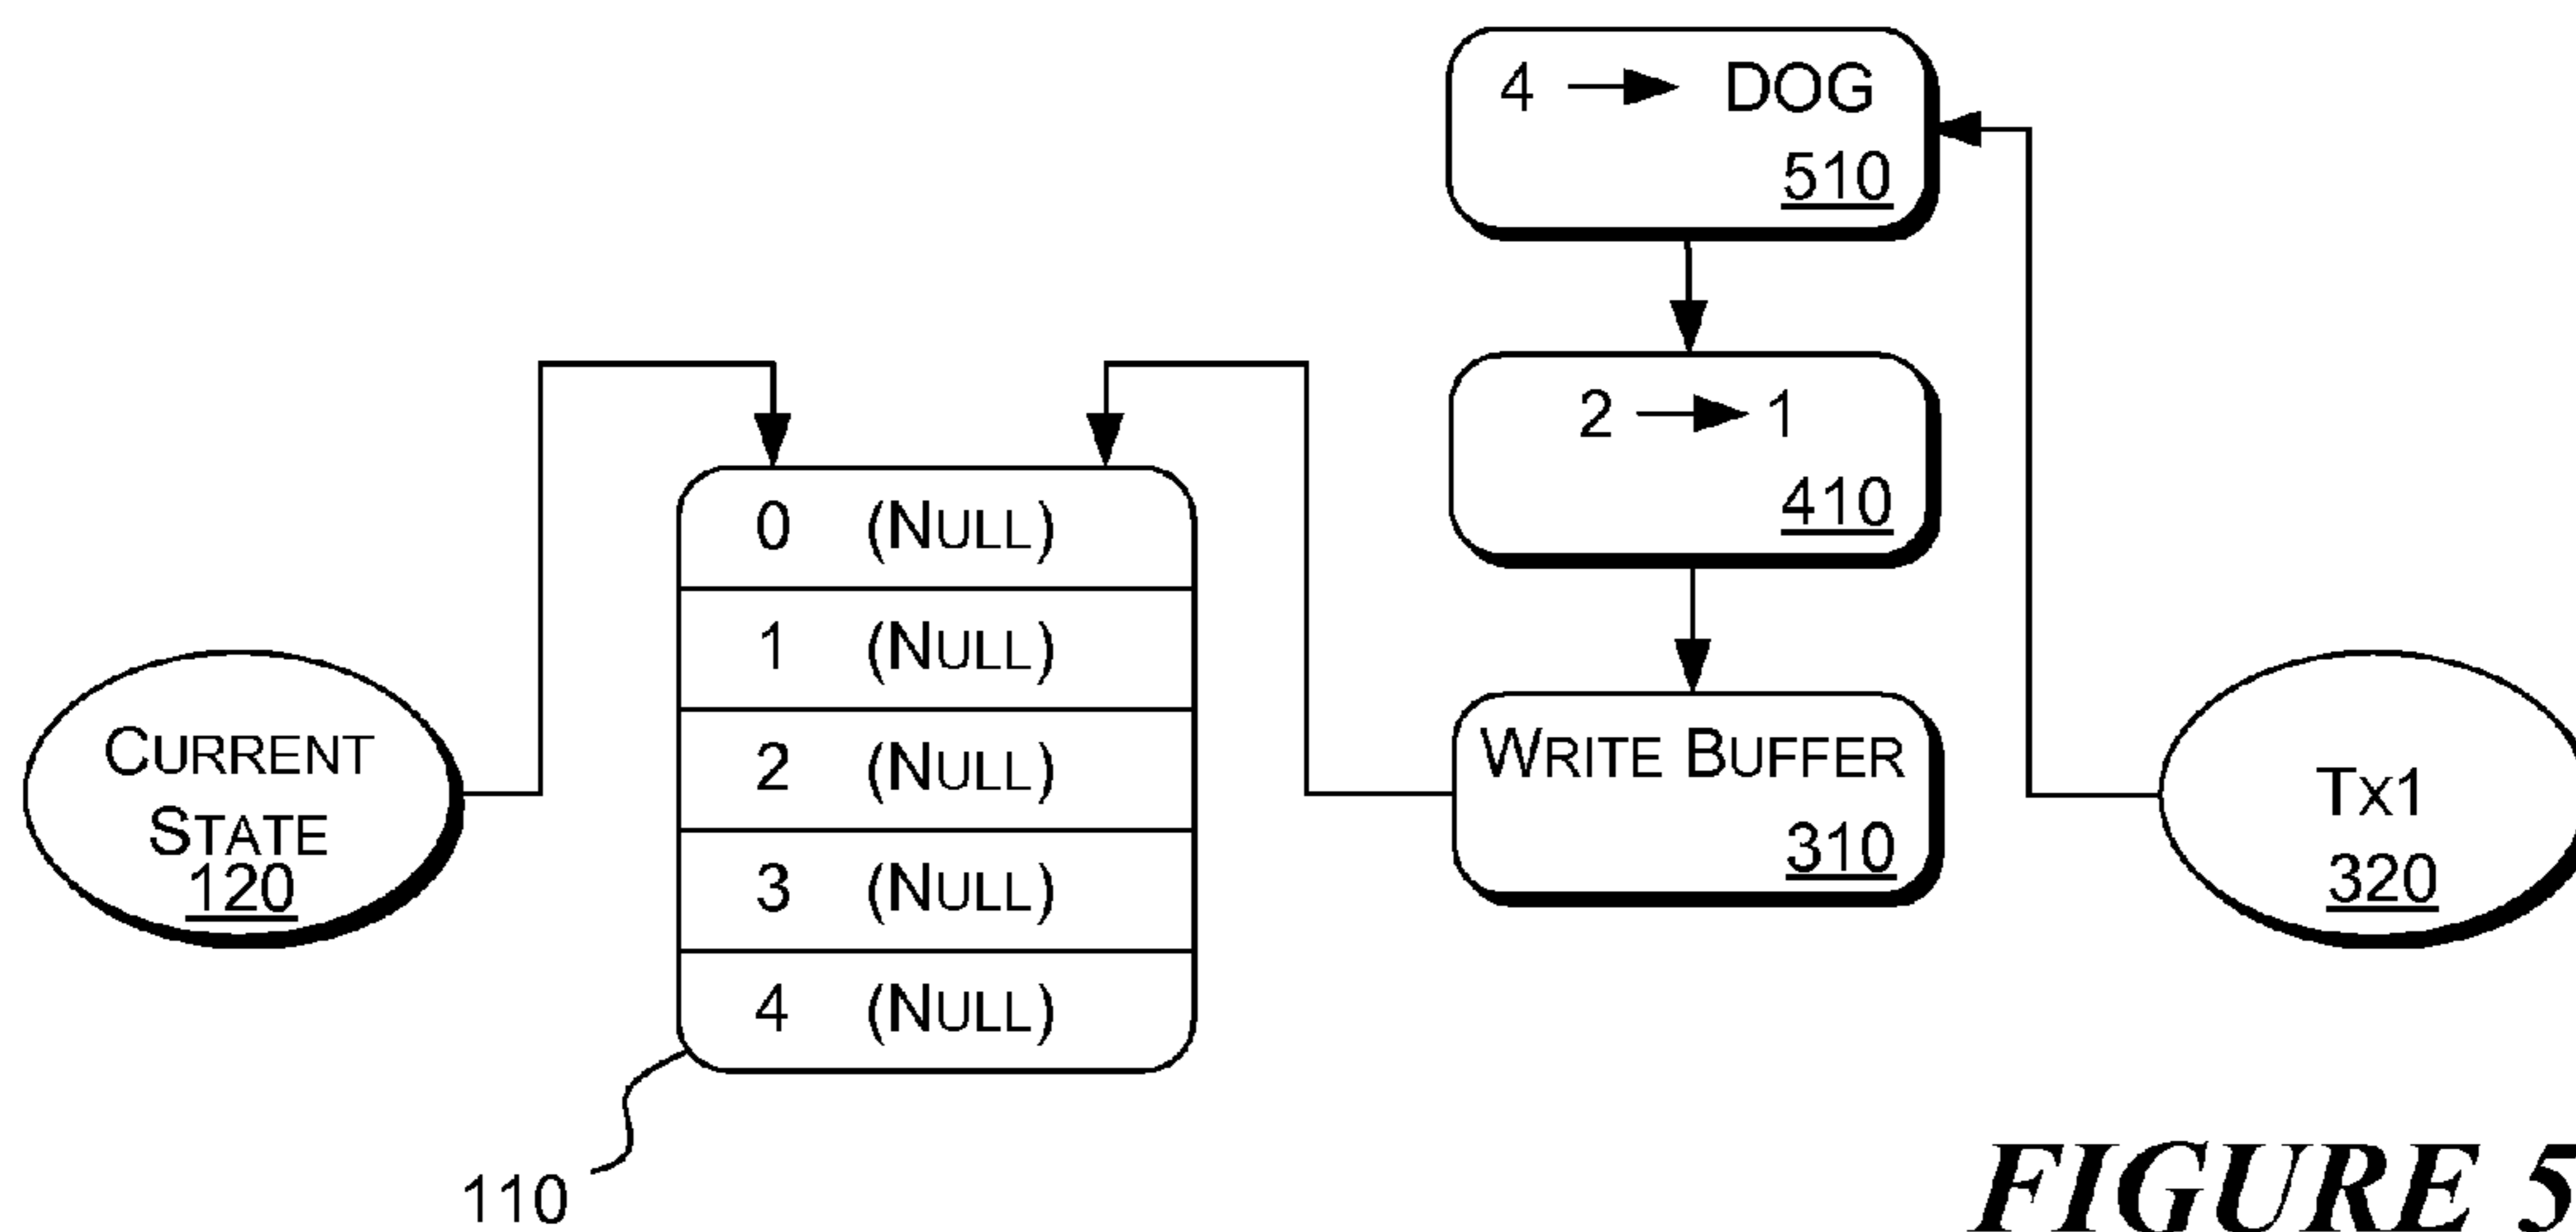 4 → DOG
510
2 → 1
410
0 (NULL)
1 (NULL)
2 (NULL)
3 (NULL)
4 (NULL)
110
CURRENT
STATE
120
WRITE BUFFER
310
TX1
320
FIGURE 5